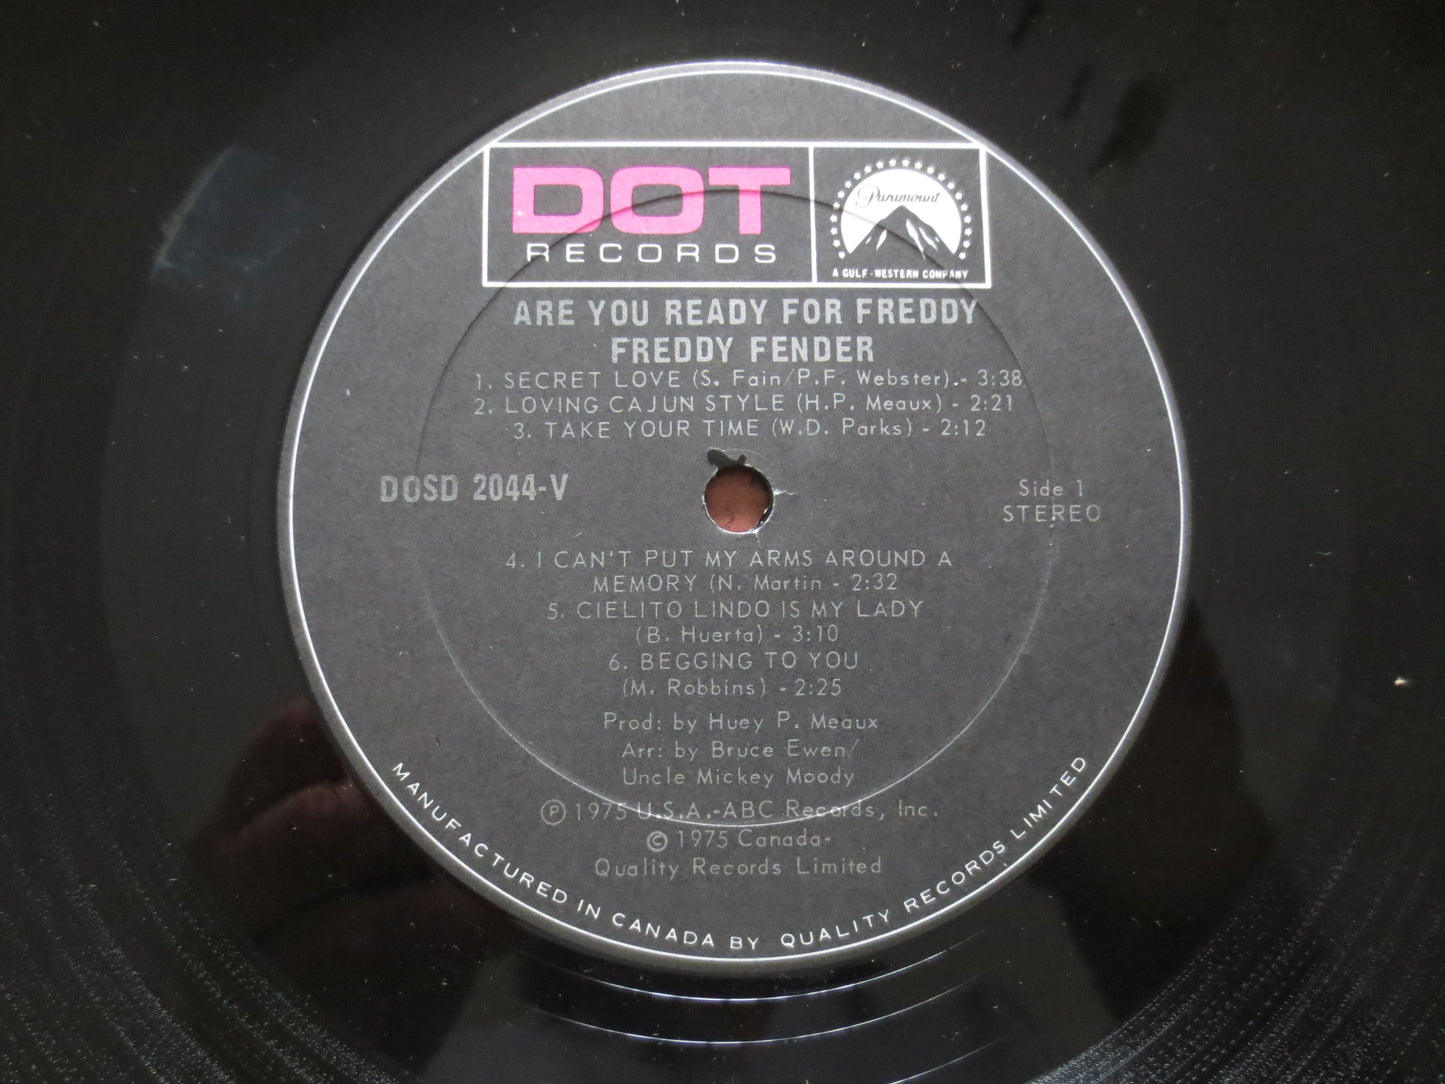 DOT
RECORDS
Paramount
A GULF-WESTERN COMPANY
ARE YOU READY FOR FREDDY
FREDDY FENDER
1. SECRET LOVE (S. Fain/P.F. Webster).- 3:38
2. LOVING CAJUN STYLE (H.P. Meaux) - 2:21
3. TAKE YOUR TIME (W.D. Parks) - 2:12
DOSD 2044-V
Side 1
STEREO
4. I CAN'T PUT MY ARMS AROUND A
MEMORY (N. Martin - 2:32
5. CIELITO LINDO IS MY LADY
(B. Huerta) - 3:10
6. BEGGING TO YOU
(M. Robbins) - 2:25
Prod: by Huey P. Meaux
Arr: by Bruce Ewen/
Uncle Mickey Moody
℗ 1975 U.S.A.-ABC Records, Inc.
© 1975 Canada-
Quality Records Limited
MANUFACTURED IN CANADA BY QUALITY RECORDS LIMITED